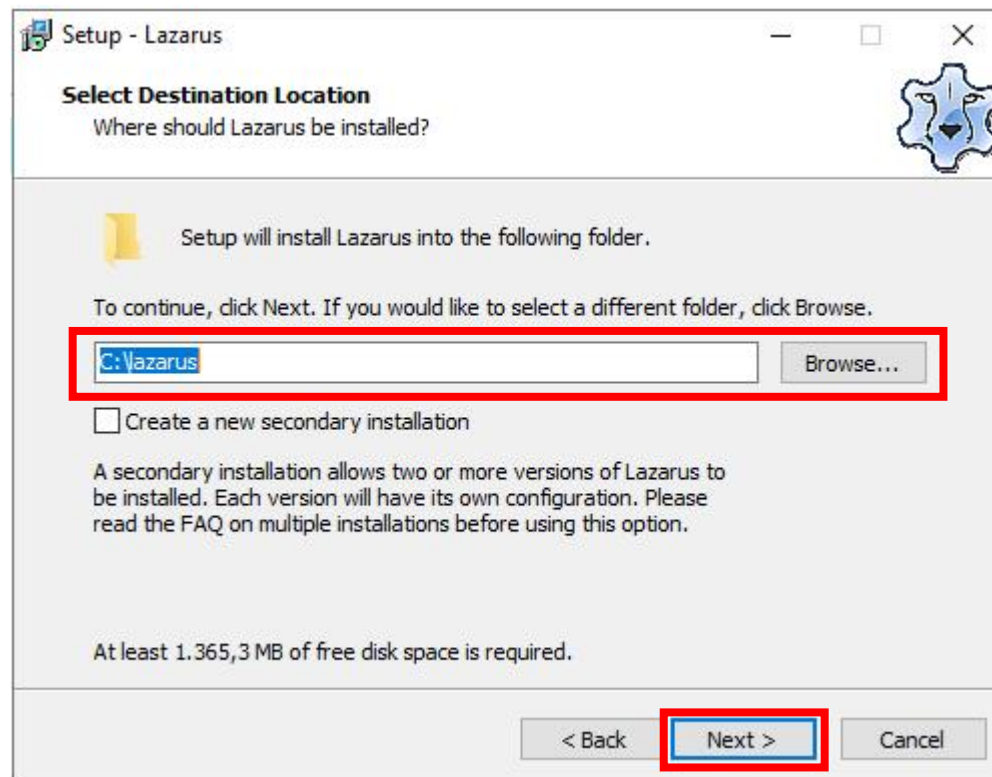 Setup - Lazarus
Select Destination Location
Where should Lazarus be installed?
Setup will install Lazarus into the following folder.
To continue, click Next. If you would like to select a different folder, click Browse.
C:\lazarus
Browse...
Create a new secondary installation
A secondary installation allows two or more versions of Lazarus to
be installed. Each version will have its own configuration. Please
read the FAQ on multiple installations before using this option.
At least 1.365,3 MB of free disk space is required.
< Back
Next >
Cancel